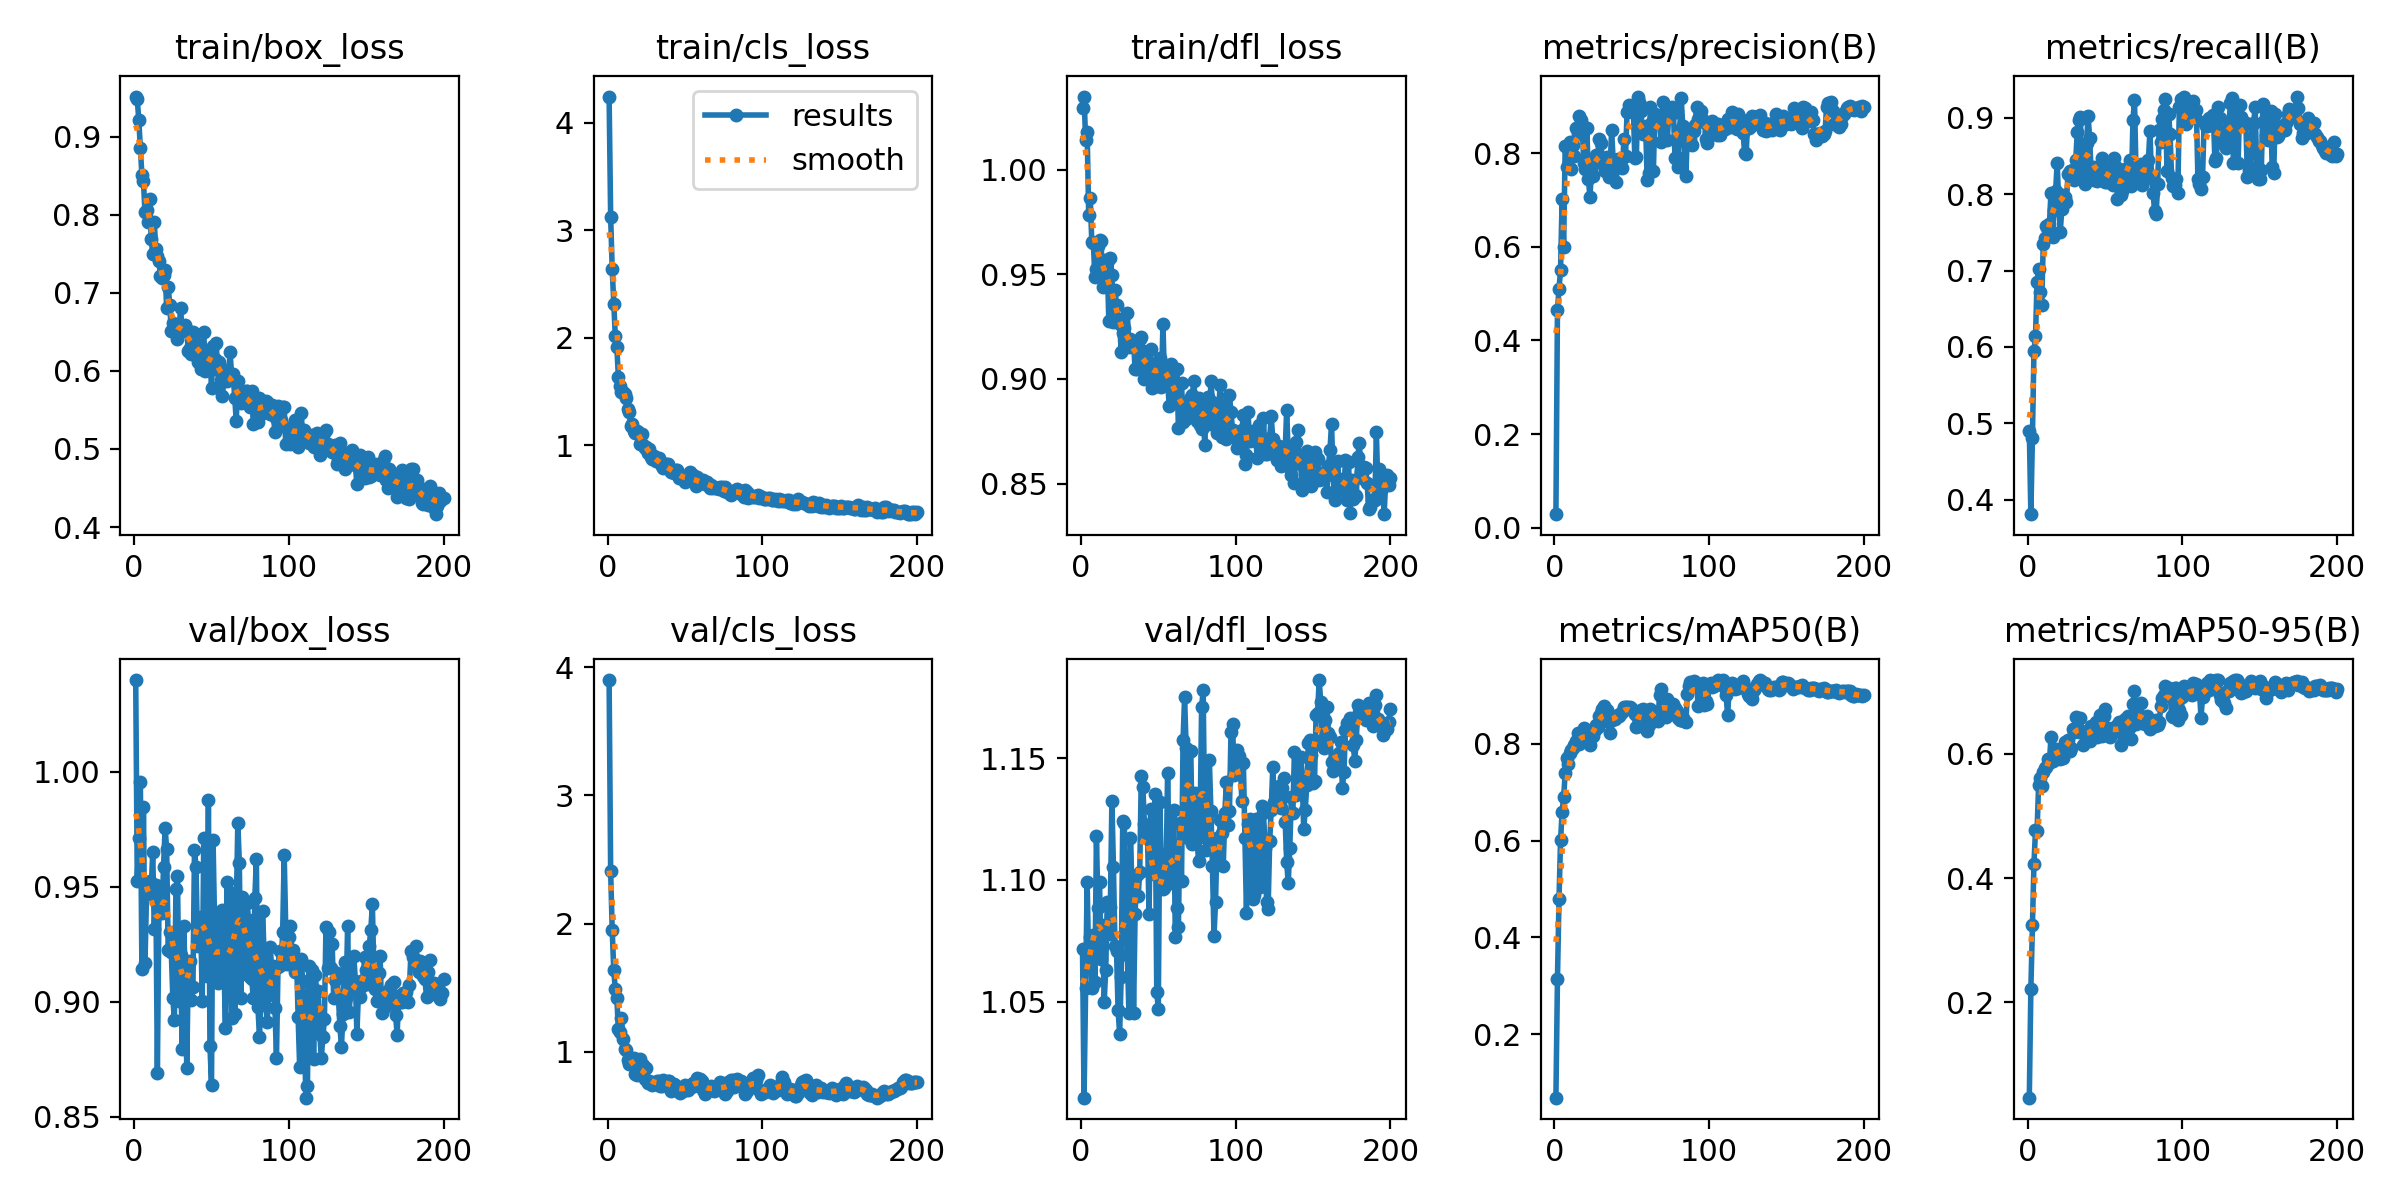 train/box_loss
0.9
0.8
0.7
0.6
0.5
0.4
0 100 200
train/cls_loss
results
smooth
4
3
2
1
0 100 200
train/dfl_loss
1.00
0.95
0.90
0.85
0 100 200
metrics/precision(B)
0.8
0.6
0.4
0.2
0.0
0 100 200
metrics/recall(B)
0.9
0.8
0.7
0.6
0.5
0.4
0 100 200
val/box_loss
1.00
0.95
0.90
0.85
0 100 200
val/cls_loss
4
3
2
1
0 100 200
val/dfl_loss
1.15
1.10
1.05
0 100 200
metrics/mAP50(B)
0.8
0.6
0.4
0.2
0 100 200
metrics/mAP50-95(B)
0.6
0.4
0.2
0 100 200